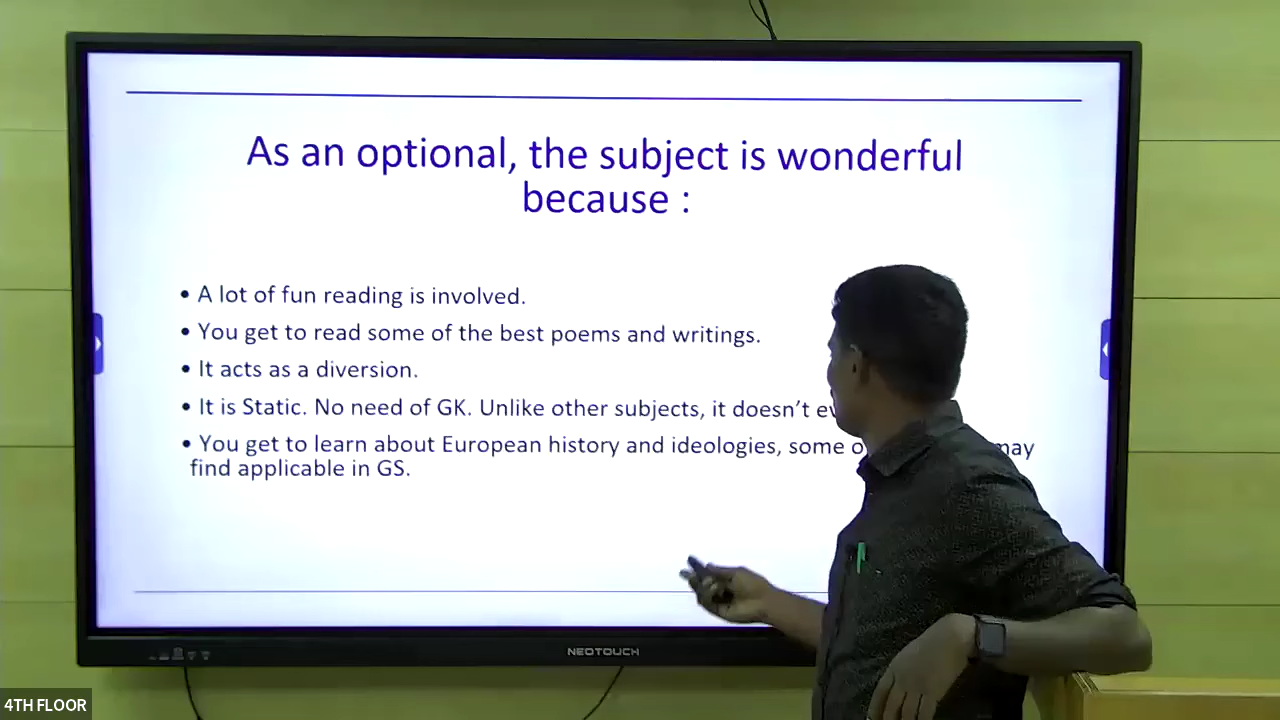 As an optional, the subject is wonderful
because :
• A lot of fun reading is involved.
• You get to read some of the best poems and writings.
• It acts as a diversion.
• It is Static. No need of GK. Unlike other subjects, it doesn't
• You get to learn about European history and ideologies, some may
find applicable in GS.
NEOTOUCH
4TH FLOOR